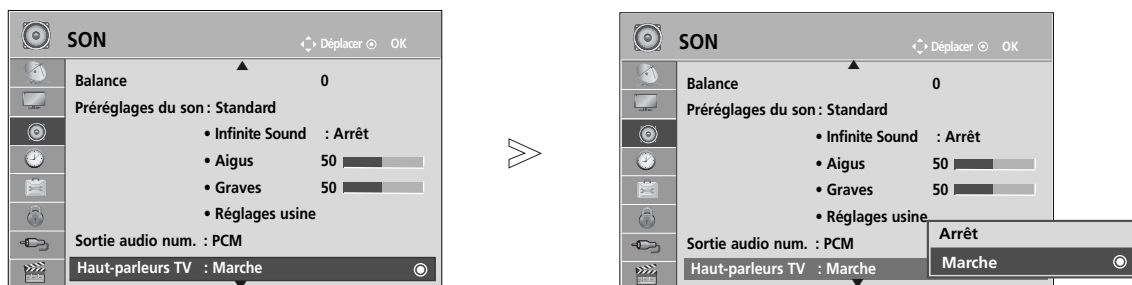 SON Déplacer OK
Balance 0
Préréglages du son : Standard
• Infinite Sound : Arrêt
• Aigus 50
• Graves 50
• Réglages usine
Sortie audio num. : PCM
Haut-parleurs TV : Marche
SON Déplacer OK
Balance 0
Préréglages du son : Standard
• Infinite Sound : Arrêt
• Aigus 50
• Graves 50
• Réglages usine
Sortie audio num. : PCM
Haut-parleurs TV : Marche
Arrêt
Marche